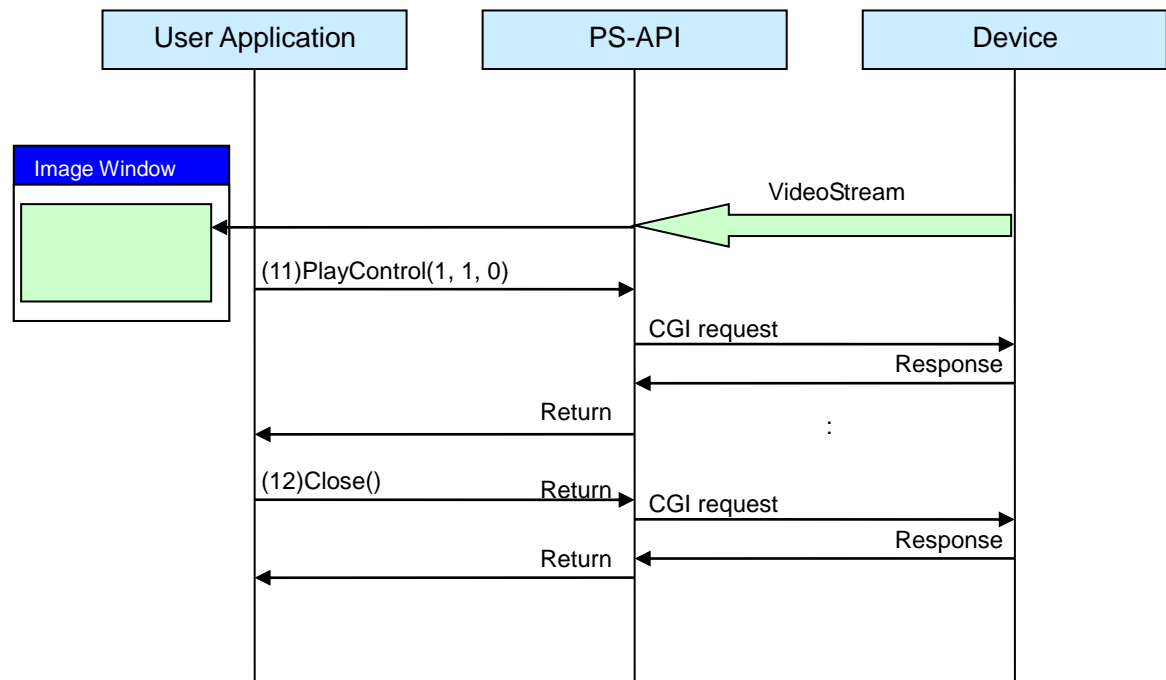 User Application
PS-API
Device
Image Window
VideoStream
(11)PlayControl(1, 1, 0)
CGI request
Response
Return
:
(12)Close()
Return
CGI request
Response
Return